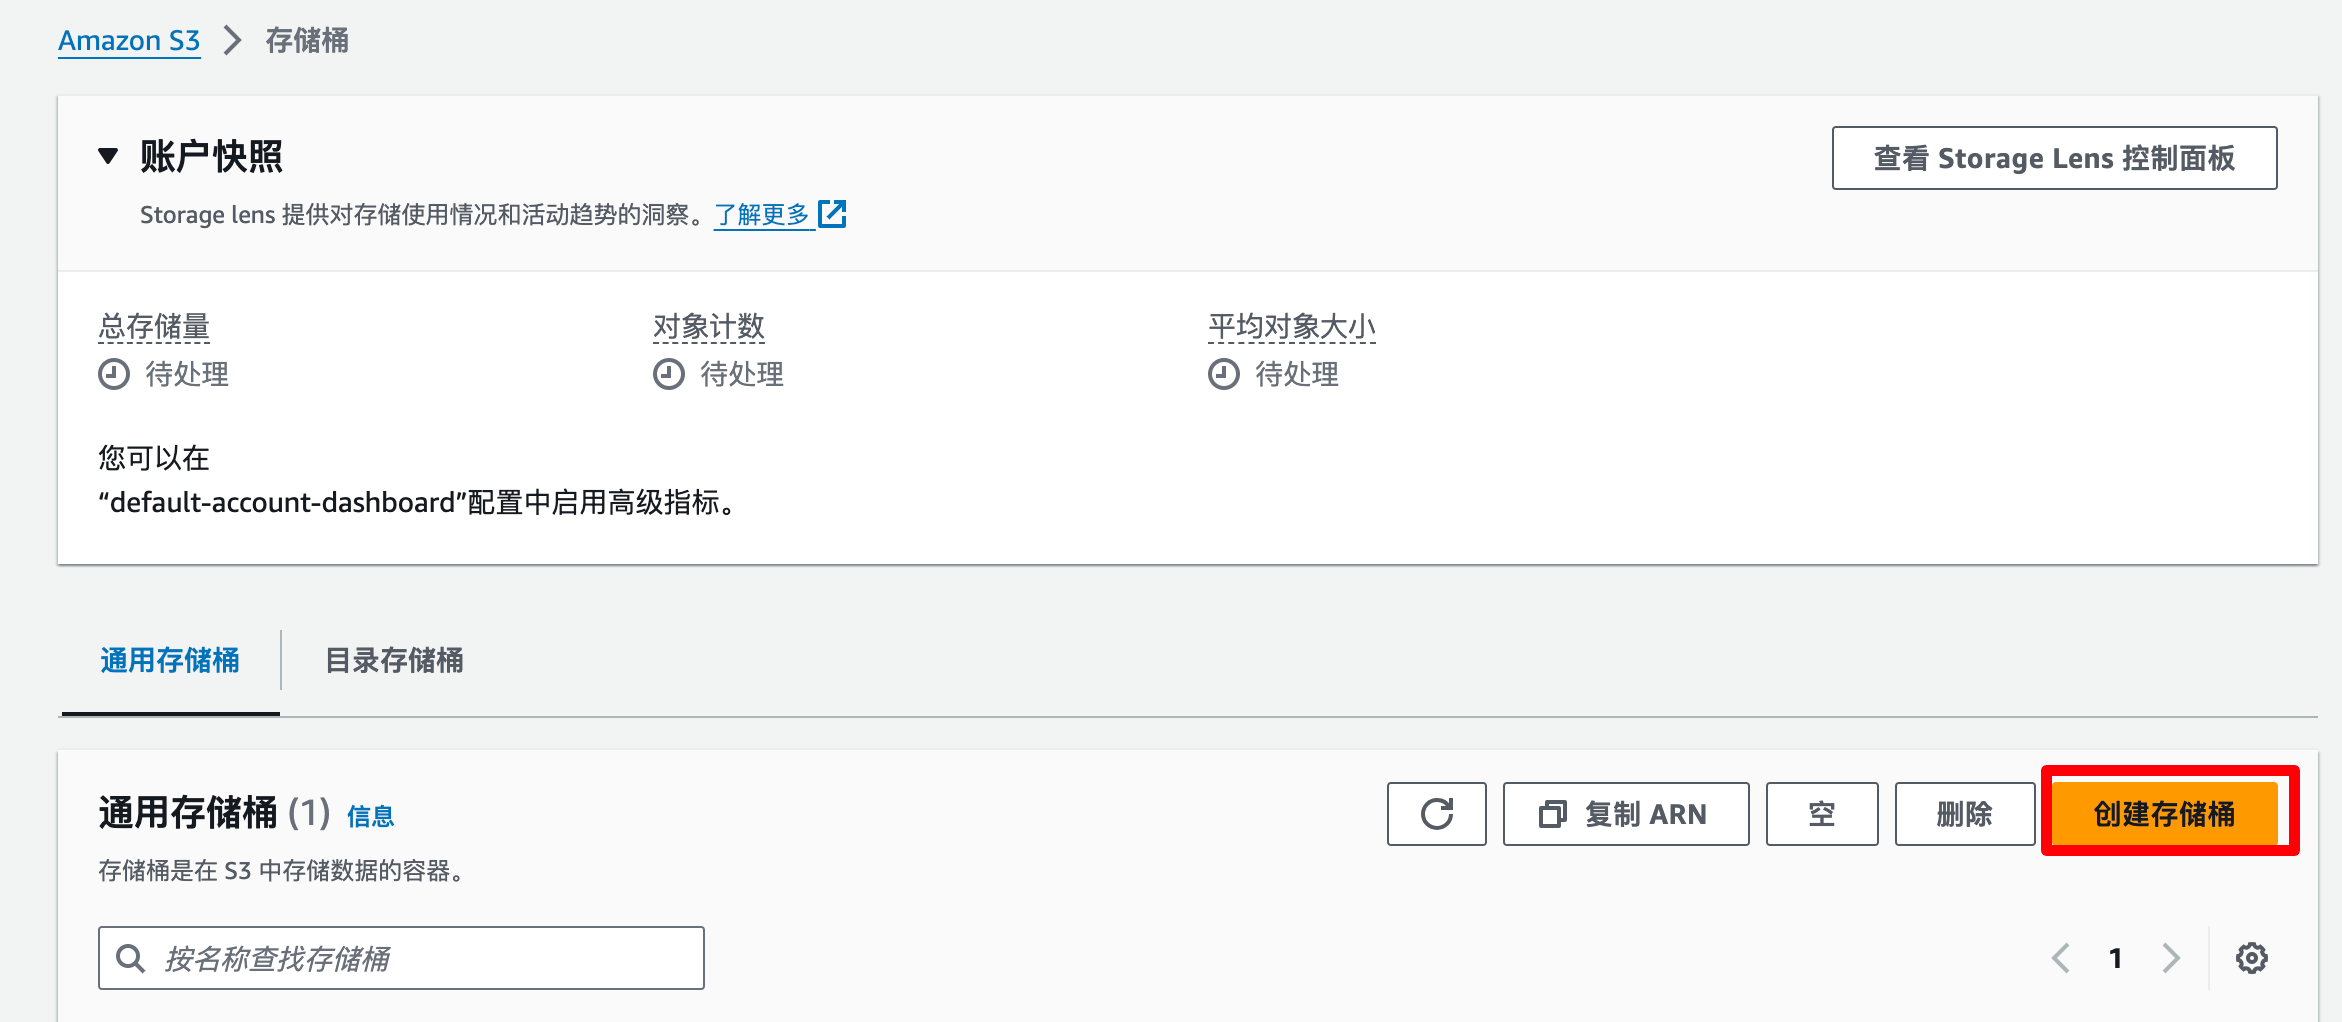 Amazon S3 存储桶
账户快照
查看 Storage Lens 控制面板
Storage lens 提供对存储使用情况和活动趋势的洞察。了解更多
总存储量 对象计数 平均对象大小
待处理 待处理 待处理
您可以在
“default-account-dashboard”配置中启用高级指标。
通用存储桶 目录存储桶
通用存储桶 (1) 信息
复制 ARN 空 删除 创建存储桶
存储桶是在 S3 中存储数据的容器。
按名称查找存储桶
1